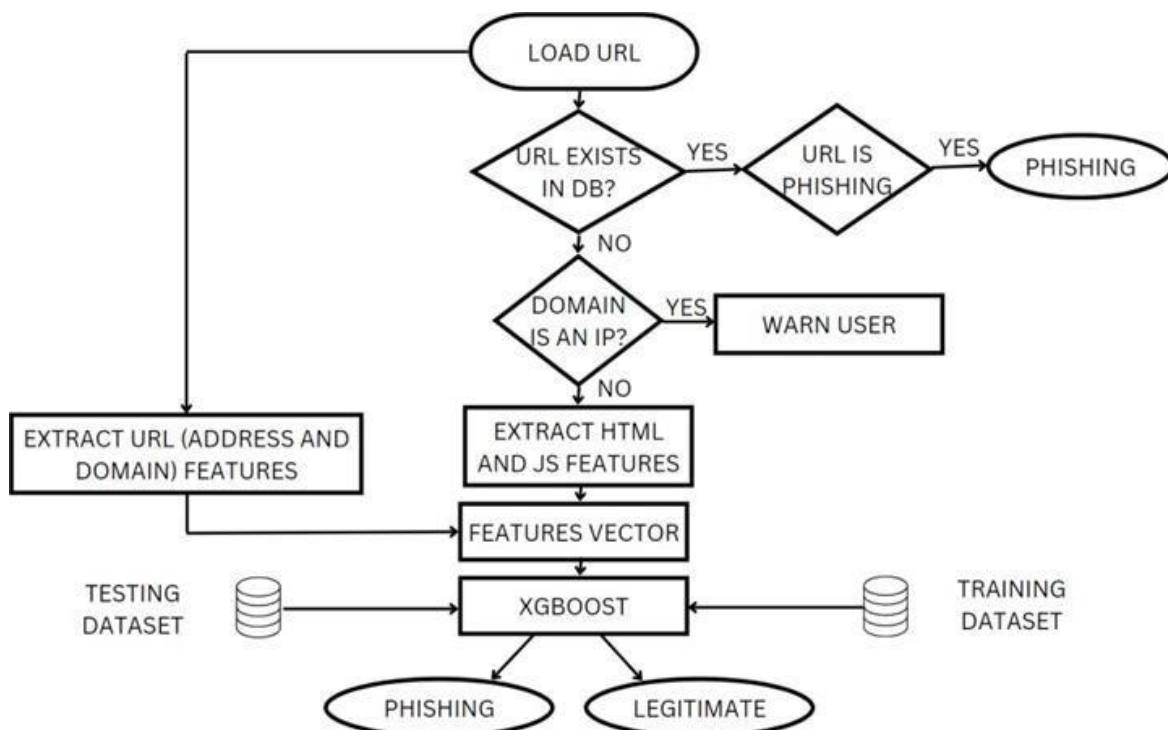 LOAD URL
URL EXISTS
IN DB?
YES
URL IS
PHISHING
YES
PHISHING
NO
DOMAIN
IS AN IP?
YES
WARN USER
NO
EXTRACT URL (ADDRESS AND
DOMAIN) FEATURES
EXTRACT HTML
AND JS FEATURES
FEATURES VECTOR
TESTING
DATASET
XGBOOST
TRAINING
DATASET
PHISHING
LEGITIMATE